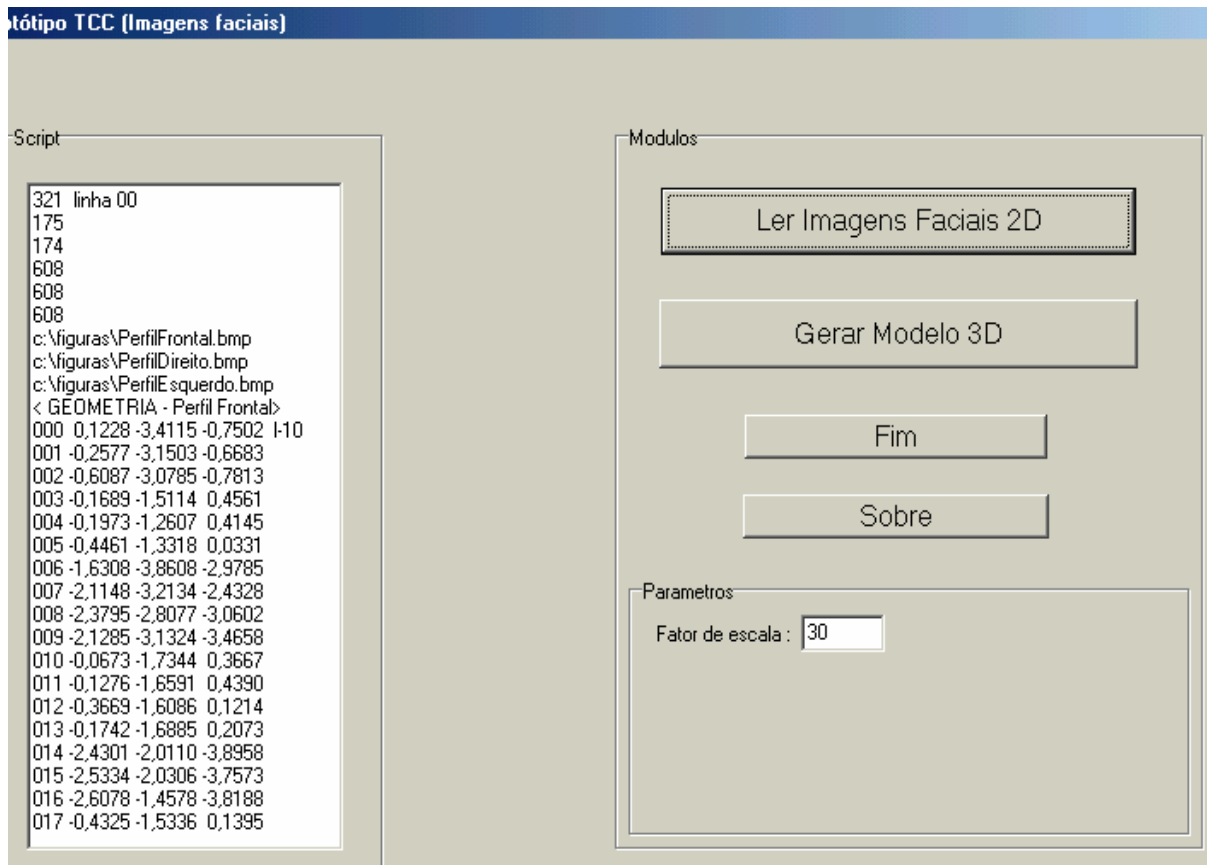 otótipo TCC (Imagens faciais)
Script
321 linha 00
175
174
608
608
608
c:\figuras\PerfilFrontal.bmp
c:\figuras\PerfilDireito.bmp
c:\figuras\PerfilEsquerdo.bmp
< GEOMETRIA - Perfil Frontal>
000 0,1228 -3,4115 -0,7502 l-10
001 -0,2577 -3,1503 -0,6683
002 -0,6087 -3,0785 -0,7813
003 -0,1689 -1,5114 0,4561
004 -0,1973 -1,2607 0,4145
005 -0,4461 -1,3318 0,0331
006 -1,6308 -3,8608 -2,9785
007 -2,1148 -3,2134 -2,4328
008 -2,3795 -2,8077 -3,0602
009 -2,1285 -3,1324 -3,4658
010 -0,0673 -1,7344 0,3667
011 -0,1276 -1,6591 0,4390
012 -0,3669 -1,6086 0,1214
013 -0,1742 -1,6885 0,2073
014 -2,4301 -2,0110 -3,8958
015 -2,5334 -2,0306 -3,7573
016 -2,6078 -1,4578 -3,8188
017 -0,4325 -1,5336 0,1395
Modulos
Ler Imagens Faciais 2D
Gerar Modelo 3D
Fim
Sobre
Parametros
Fator de escala : 30